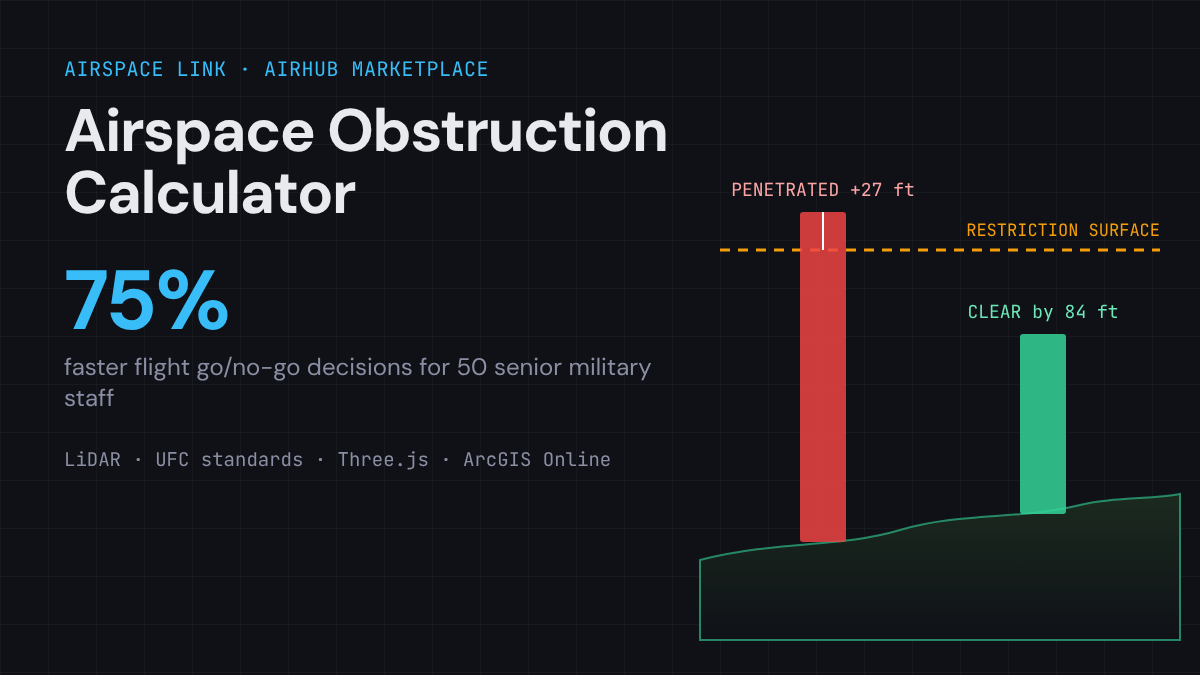 AIRSPACE LINK · AIRHUB MARKETPLACE
Airspace Obstruction
Calculator
75%
faster flight go/no-go decisions for 50 senior military
staff
LiDAR · UFC standards · Three.js · ArcGIS Online
PENETRATED +27 ft
RESTRICTION SURFACE
CLEAR by 84 ft